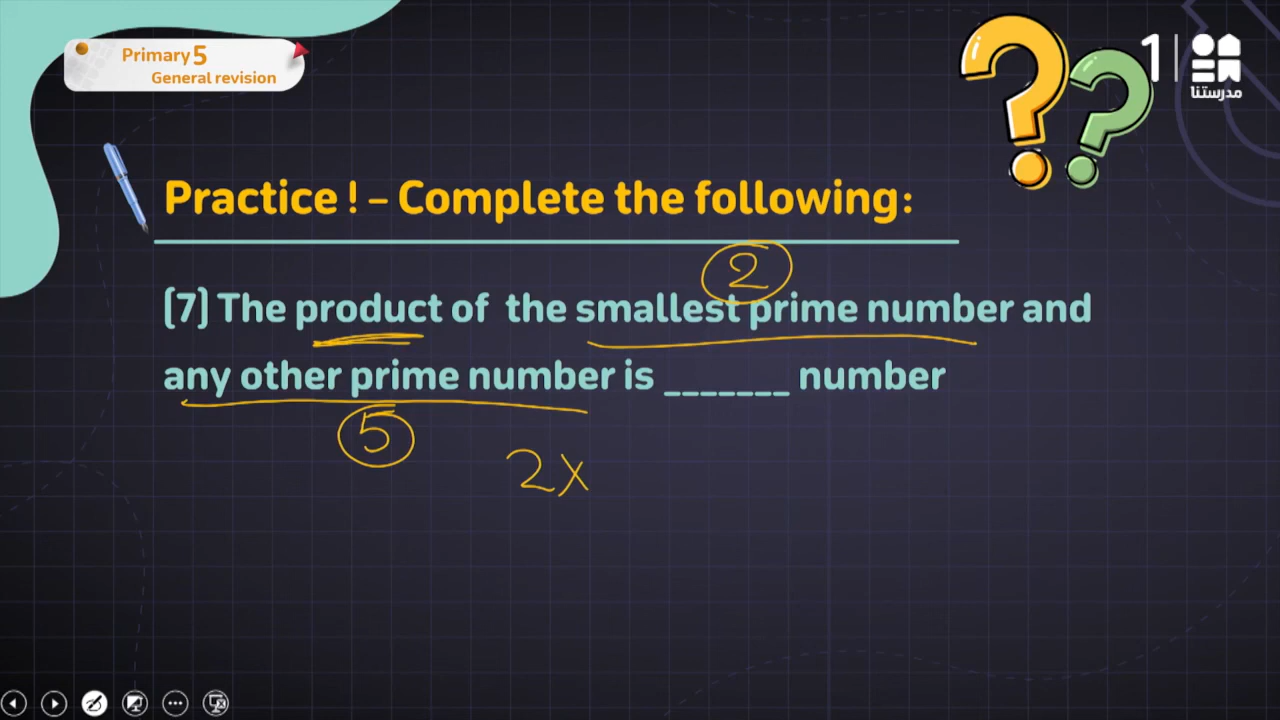 Primary 5
General revision
1
مدرستنا
Practice ! – Complete the following:
2
(7) The product of the smallest prime number and
any other prime number is _______ number
5
2x